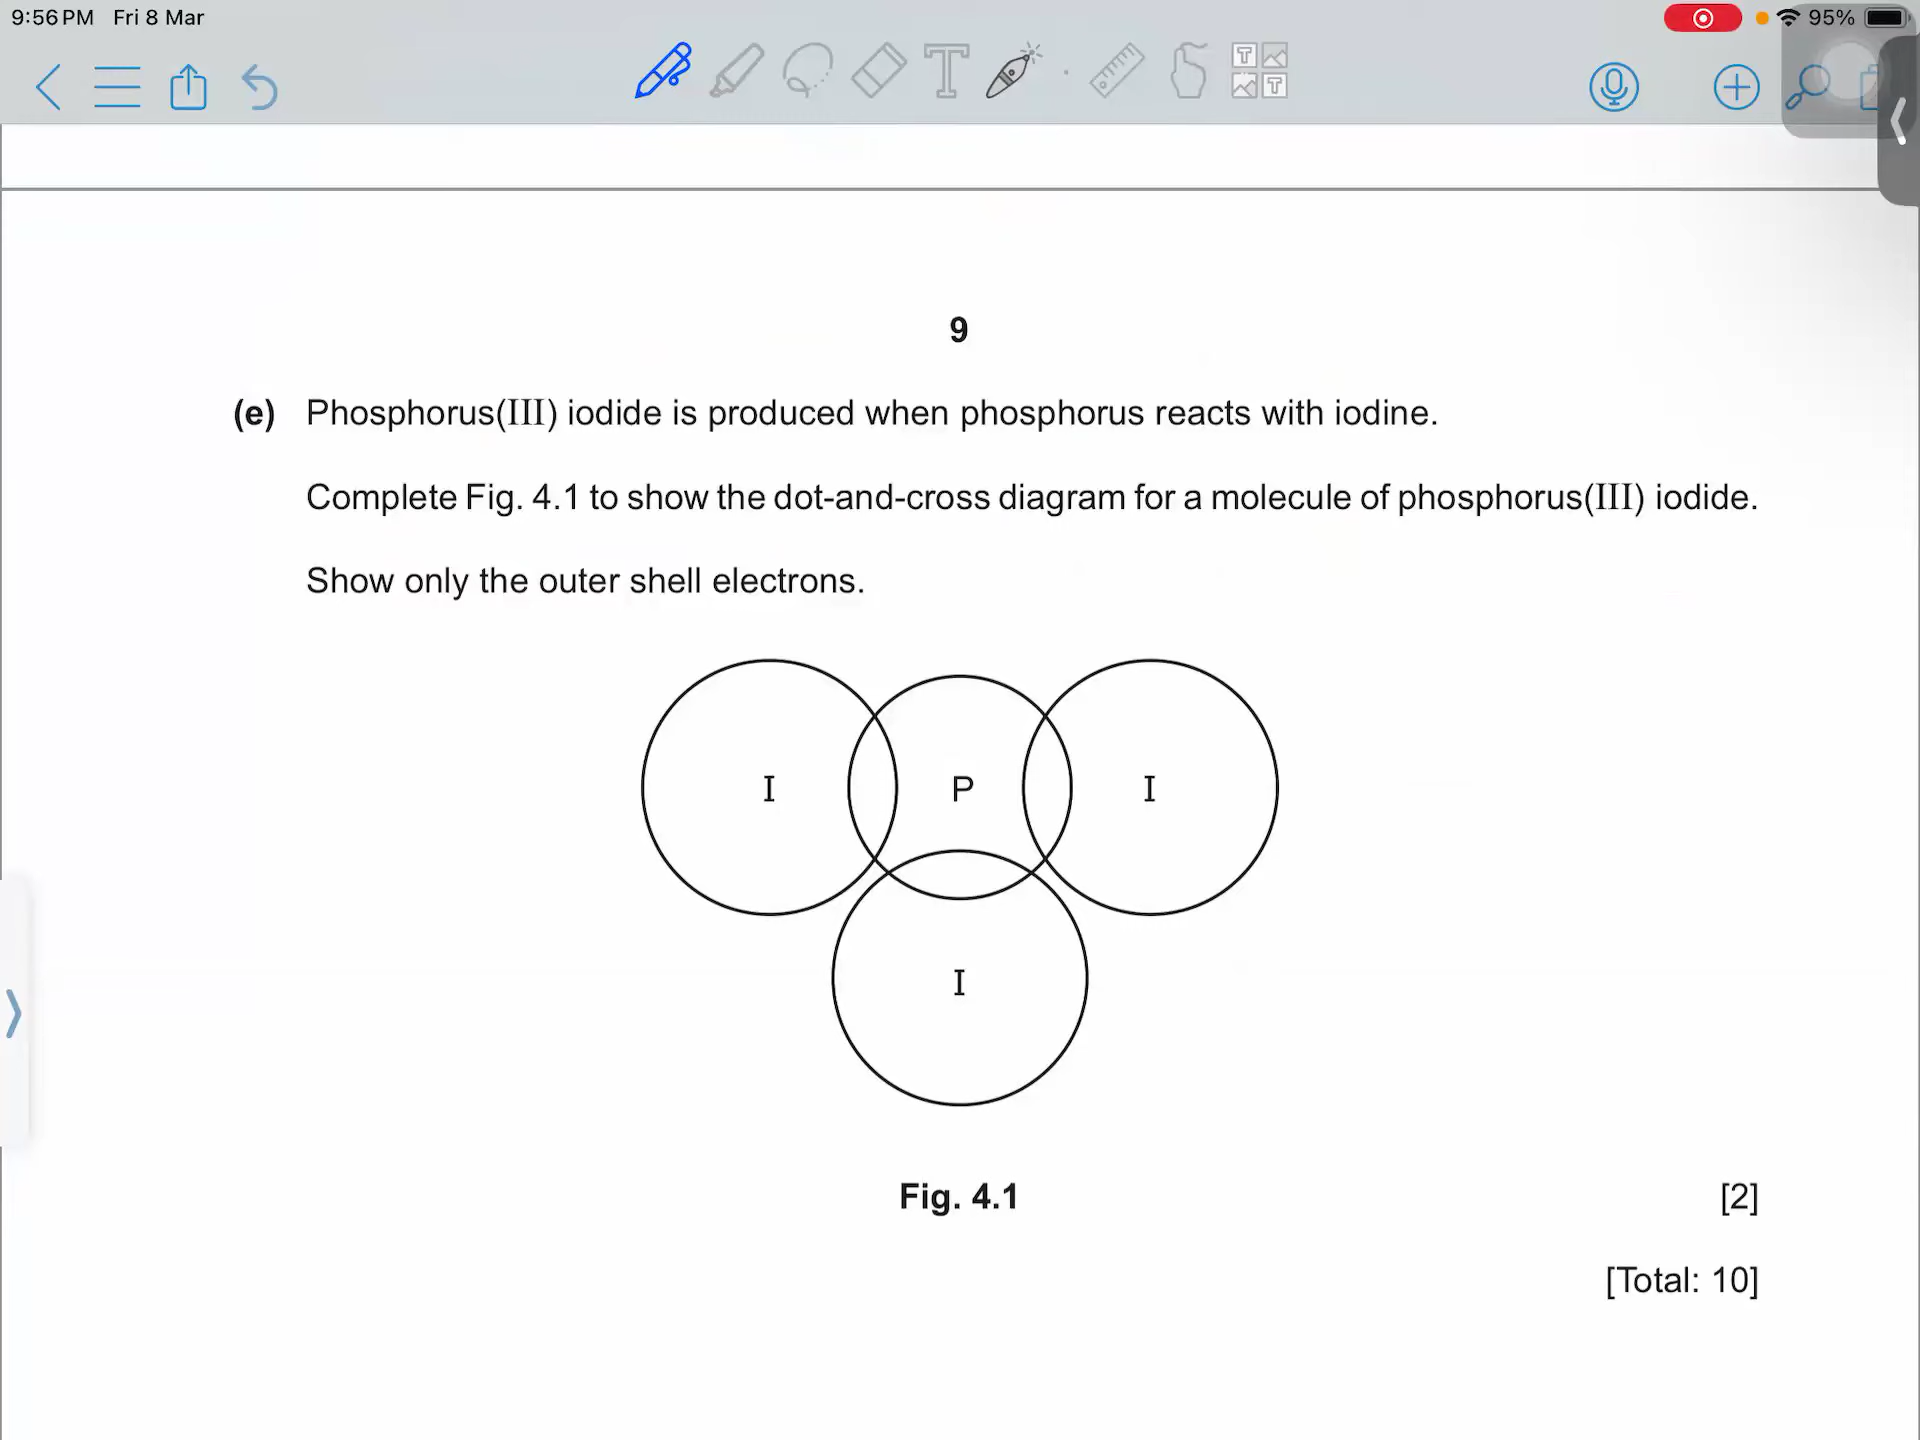 9:56 PM Fri 8 Mar
95%
9
(e) Phosphorus(III) iodide is produced when phosphorus reacts with iodine.
Complete Fig. 4.1 to show the dot-and-cross diagram for a molecule of phosphorus(III) iodide.
Show only the outer shell electrons.
I P I
I
Fig. 4.1
[2]
[Total: 10]